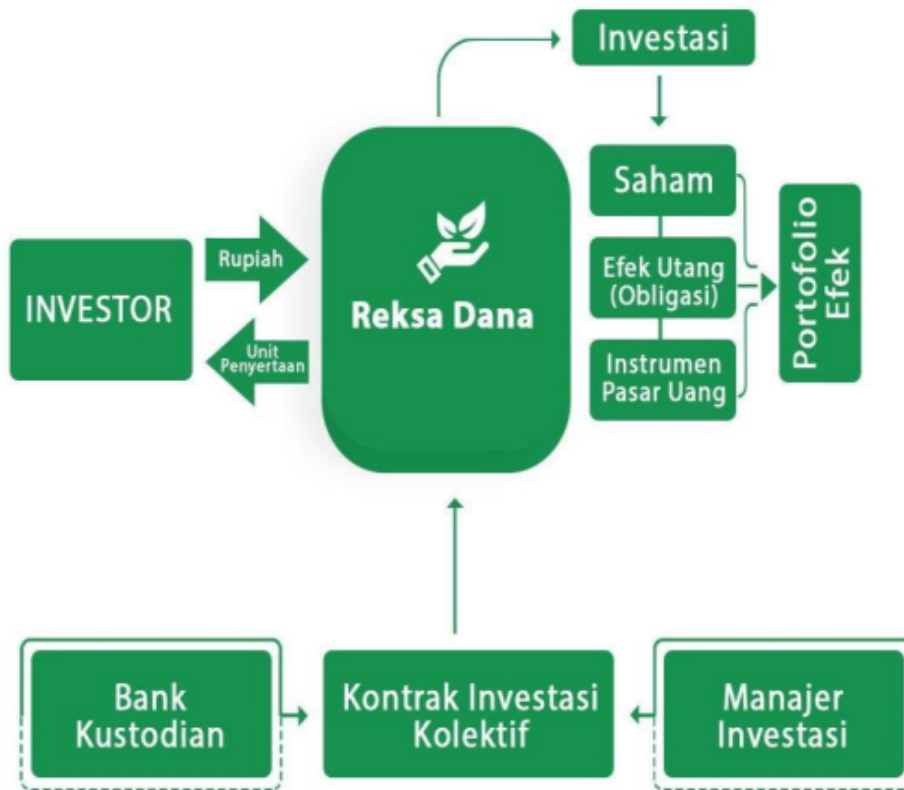 Investasi
Saham
Efek Utang
(Obligasi)
Instrumen
Pasar Uang
Portofolio
Efek
INVESTOR
Rupiah
Unit
Penyertaan
Reksa Dana
Bank
Kustodian
Kontrak Investasi
Kolektif
Manajer
Investasi